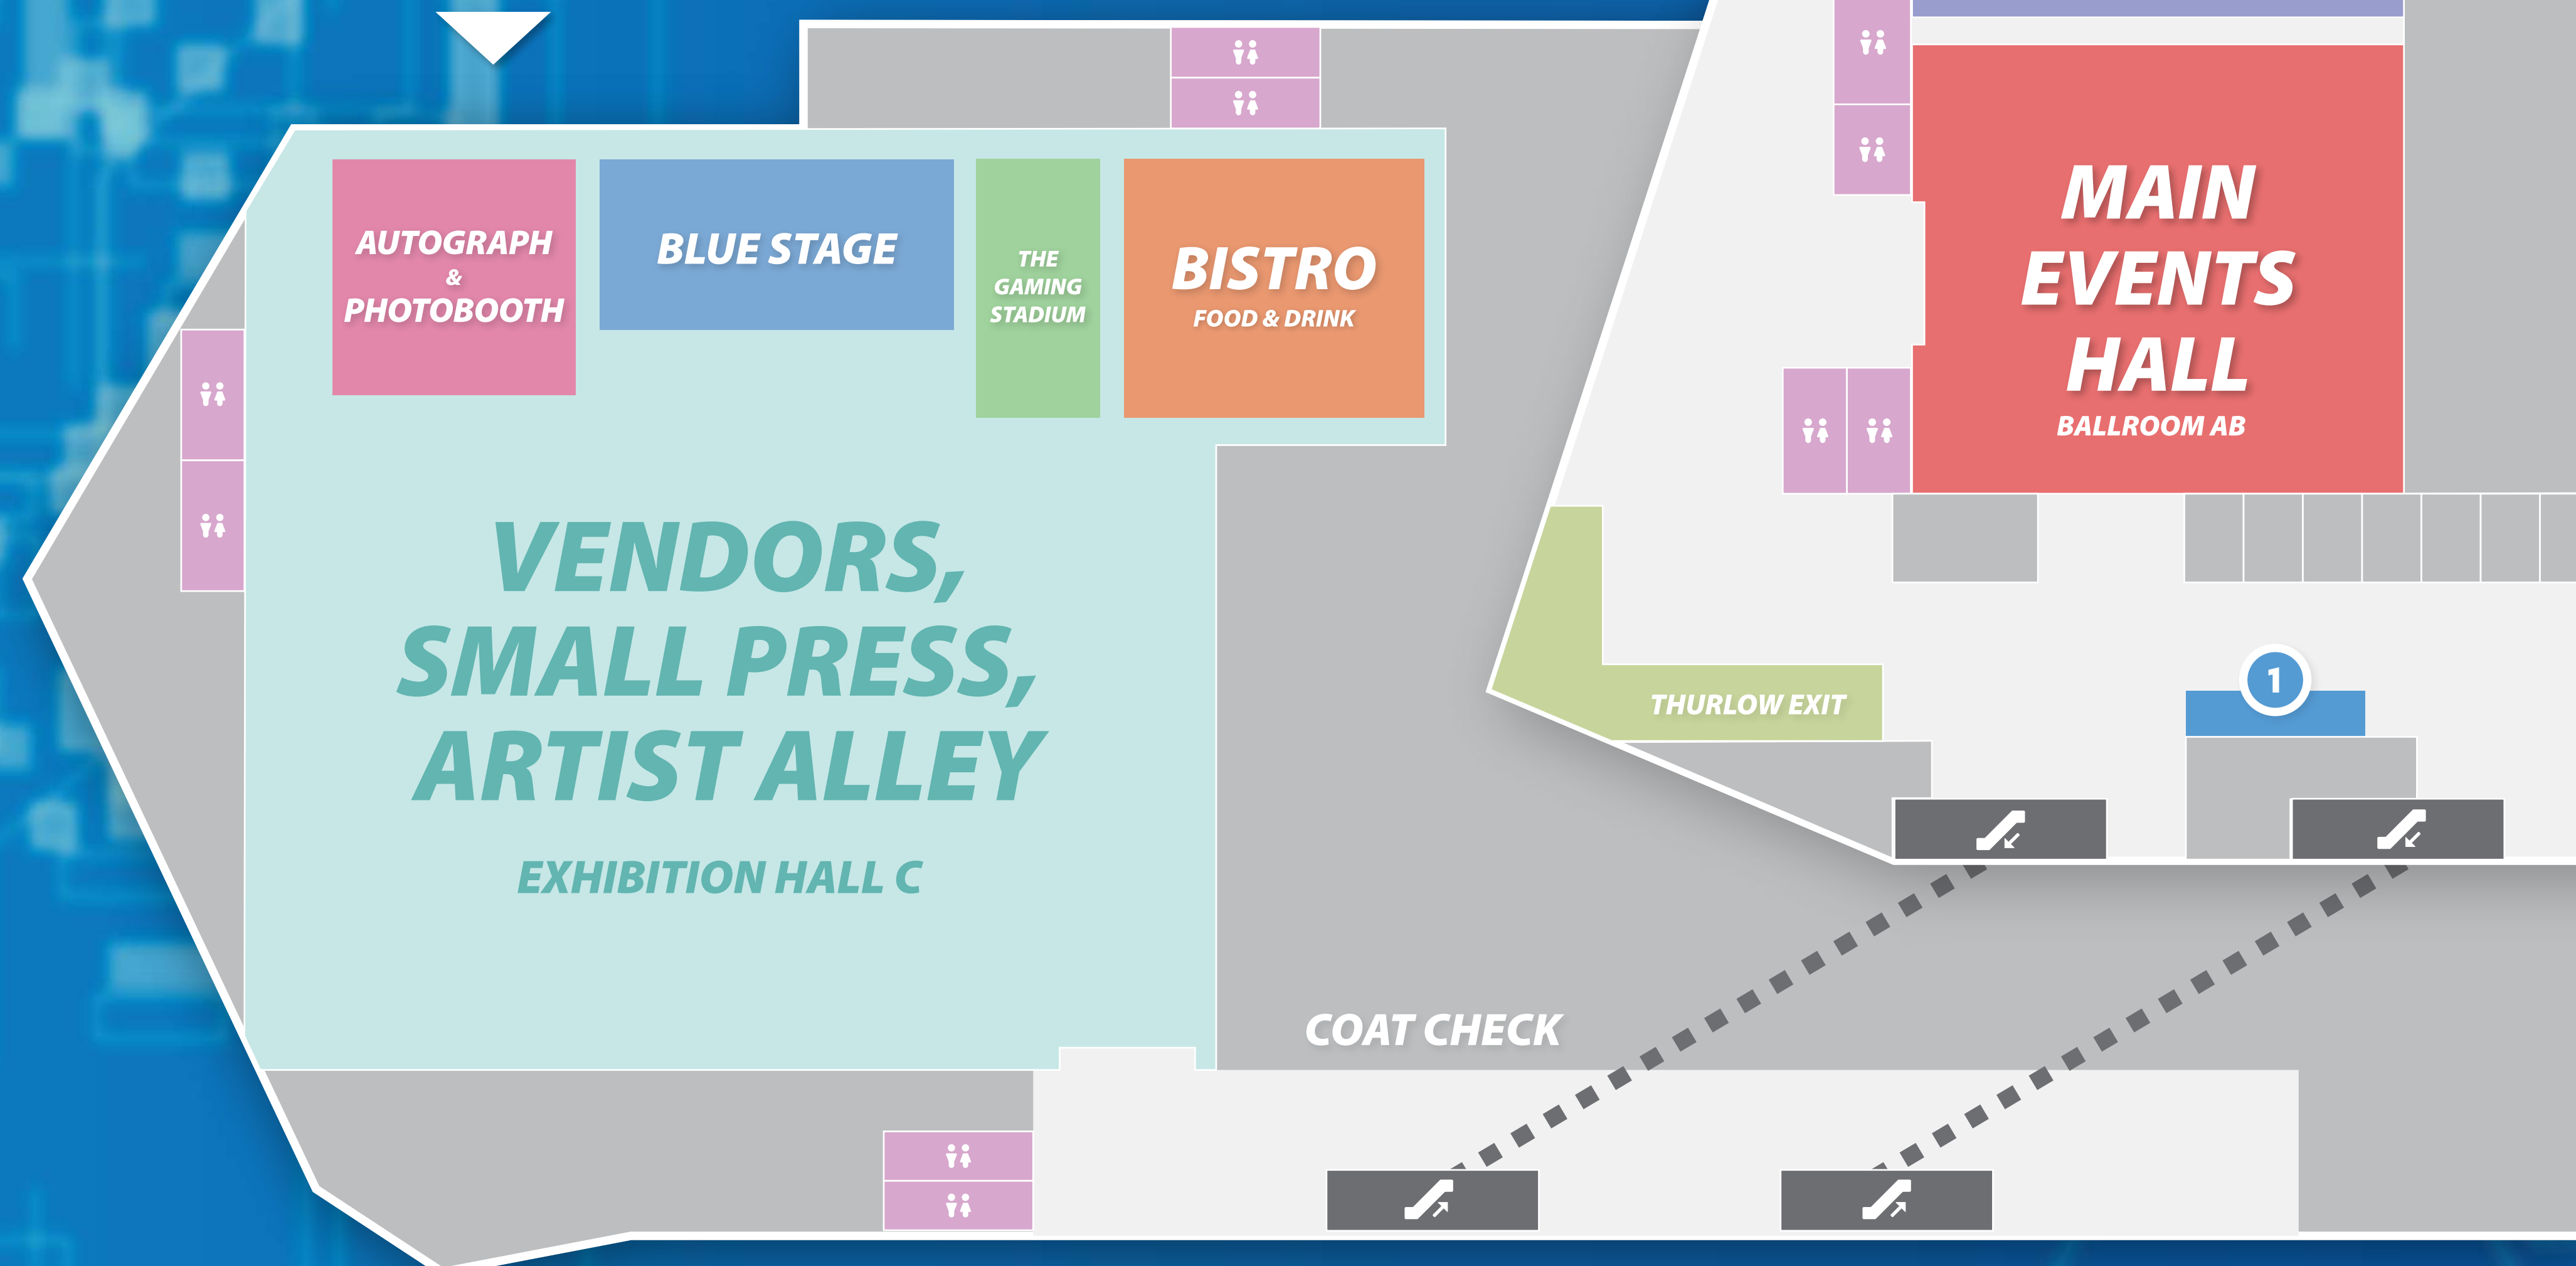 AUTOGRAPH
&
PHOTOBOOTH
BLUE STAGE
THE
GAMING
STADIUM
BISTRO
FOOD & DRINK
MAIN
EVENTS
HALL
BALLROOM AB
VENDORS,
SMALL PRESS,
ARTIST ALLEY
EXHIBITION HALL C
THURLOW EXIT
1
COAT CHECK